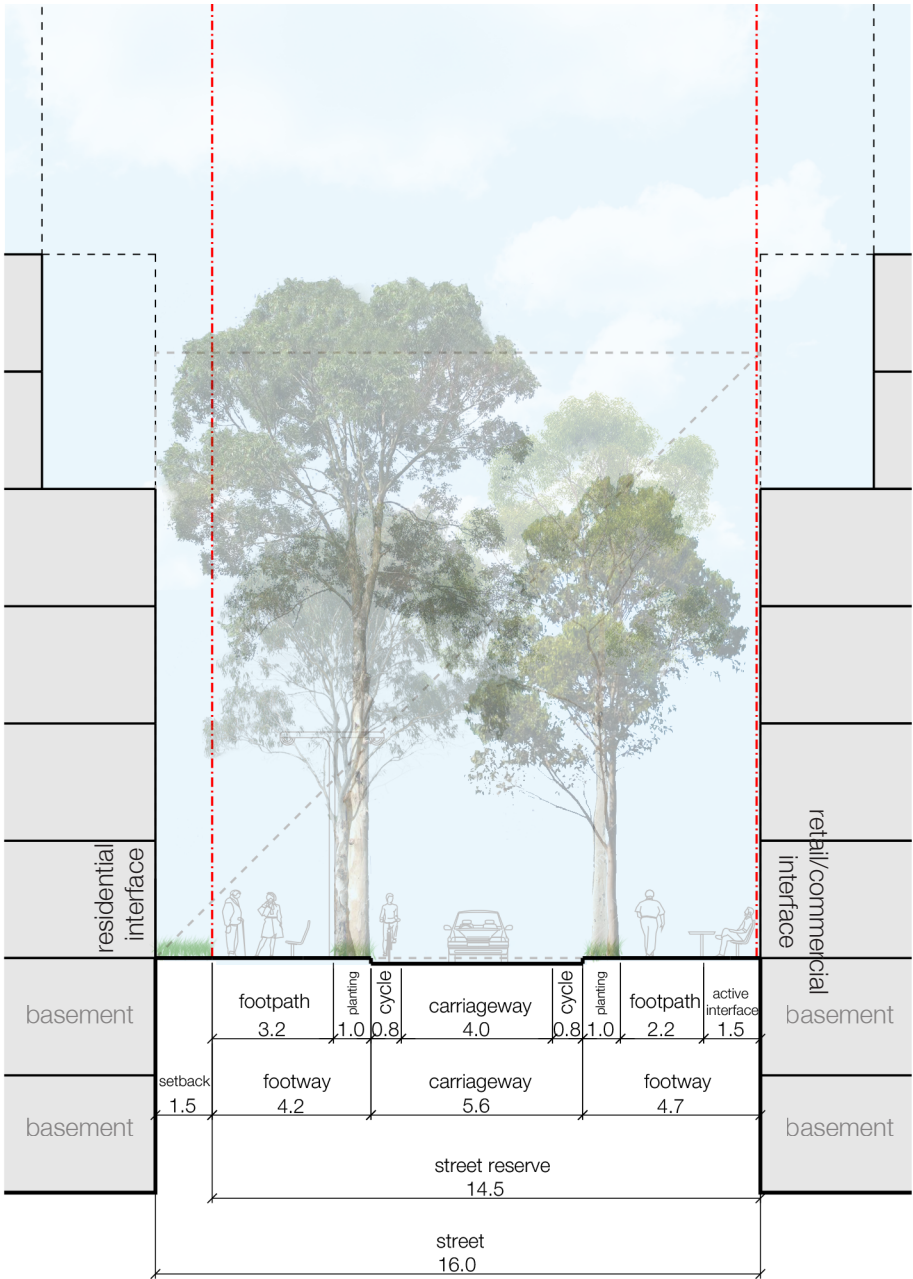 residential
interface
retail/commercial
interface
basement
basement
basement
basement
footpath
3.2
planting
1.0
cycle
0.8
carriageway
4.0
cycle
0.8
planting
1.0
footpath
2.2
active
interface
1.5
setback
1.5
footway
4.2
carriageway
5.6
footway
4.7
street reserve
14.5
street
16.0